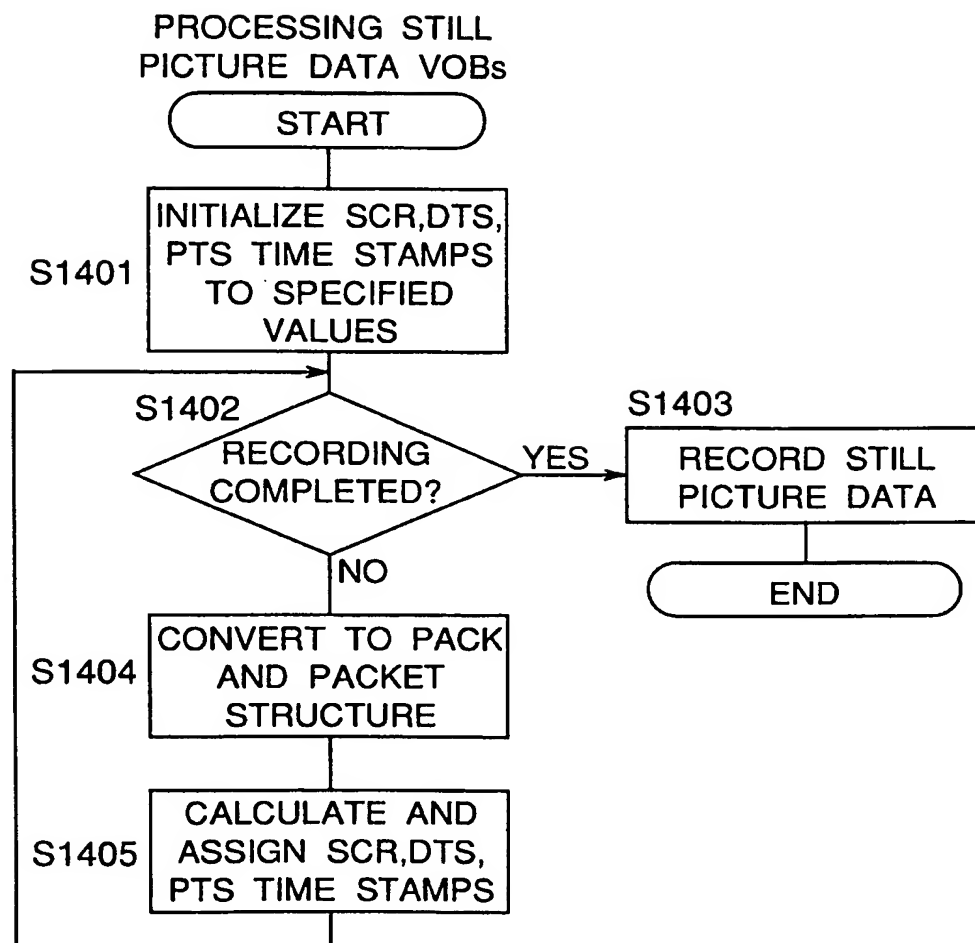 PROCESSING STILL
PICTURE DATA VOBs
START
S1401
INITIALIZE SCR,DTS,
PTS TIME STAMPS
TO SPECIFIED
VALUES
S1402
RECORDING
COMPLETED?
YES
S1403
RECORD STILL
PICTURE DATA
END
NO
S1404
CONVERT TO PACK
AND PACKET
STRUCTURE
S1405
CALCULATE AND
ASSIGN SCR,DTS,
PTS TIME STAMPS